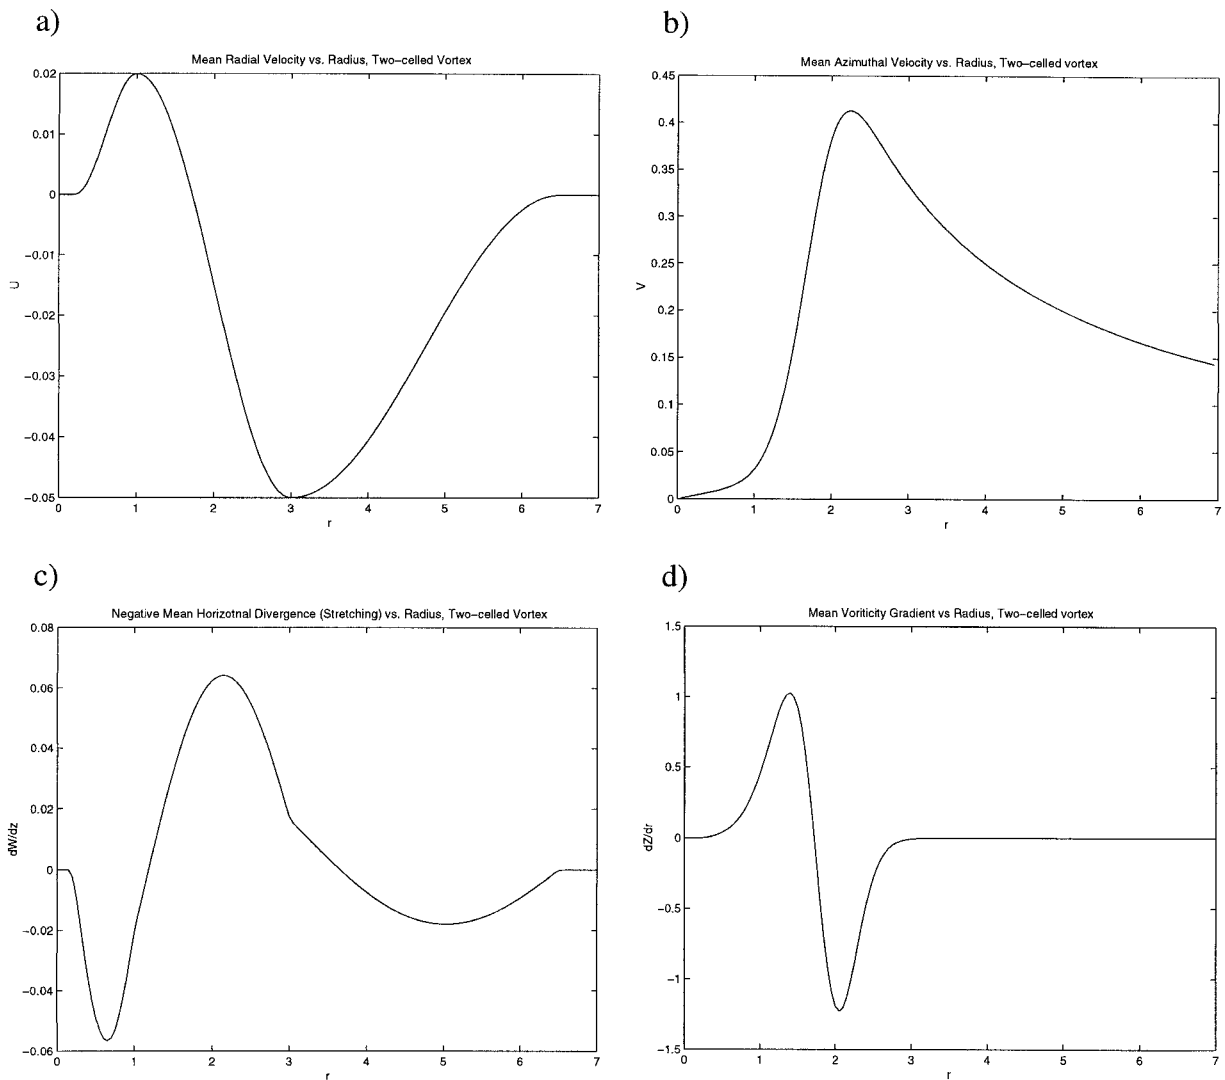 a)
Mean Radial Velocity vs. Radius, Two-celled Vortex
0.02
0.01
0
-0.01
-0.02
-0.03
-0.04
-0.05
U
0 1 2 3 4 5 6 7
r
b)
Mean Azimuthal Velocity vs. Radius, Two-celled vortex
0.45
0.4
0.35
0.3
0.25
0.2
0.15
0.1
0.05
0
V
0 1 2 3 4 5 6 7
r
c)
Negative Mean Horizotnal Divergence (Stretching) vs. Radius, Two-celled Vortex
0.08
0.06
0.04
0.02
0
-0.02
-0.04
-0.06
dW/dz
0 1 2 3 4 5 6 7
r
d)
Mean Voriticity Gradient vs Radius, Two-celled vortex
1.5
1
0.5
0
-0.5
-1
-1.5
dZ/dr
0 1 2 3 4 5 6 7
r